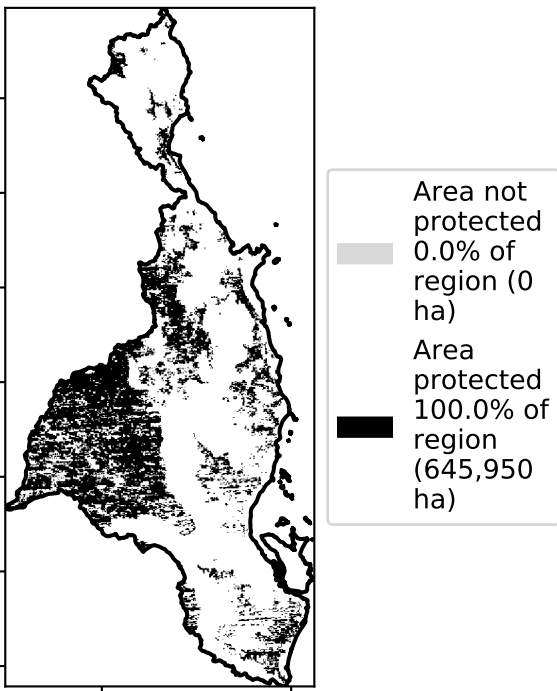 Area not
protected
0.0% of
region (0
ha)
Area
protected
100.0% of
region
(645,950
ha)